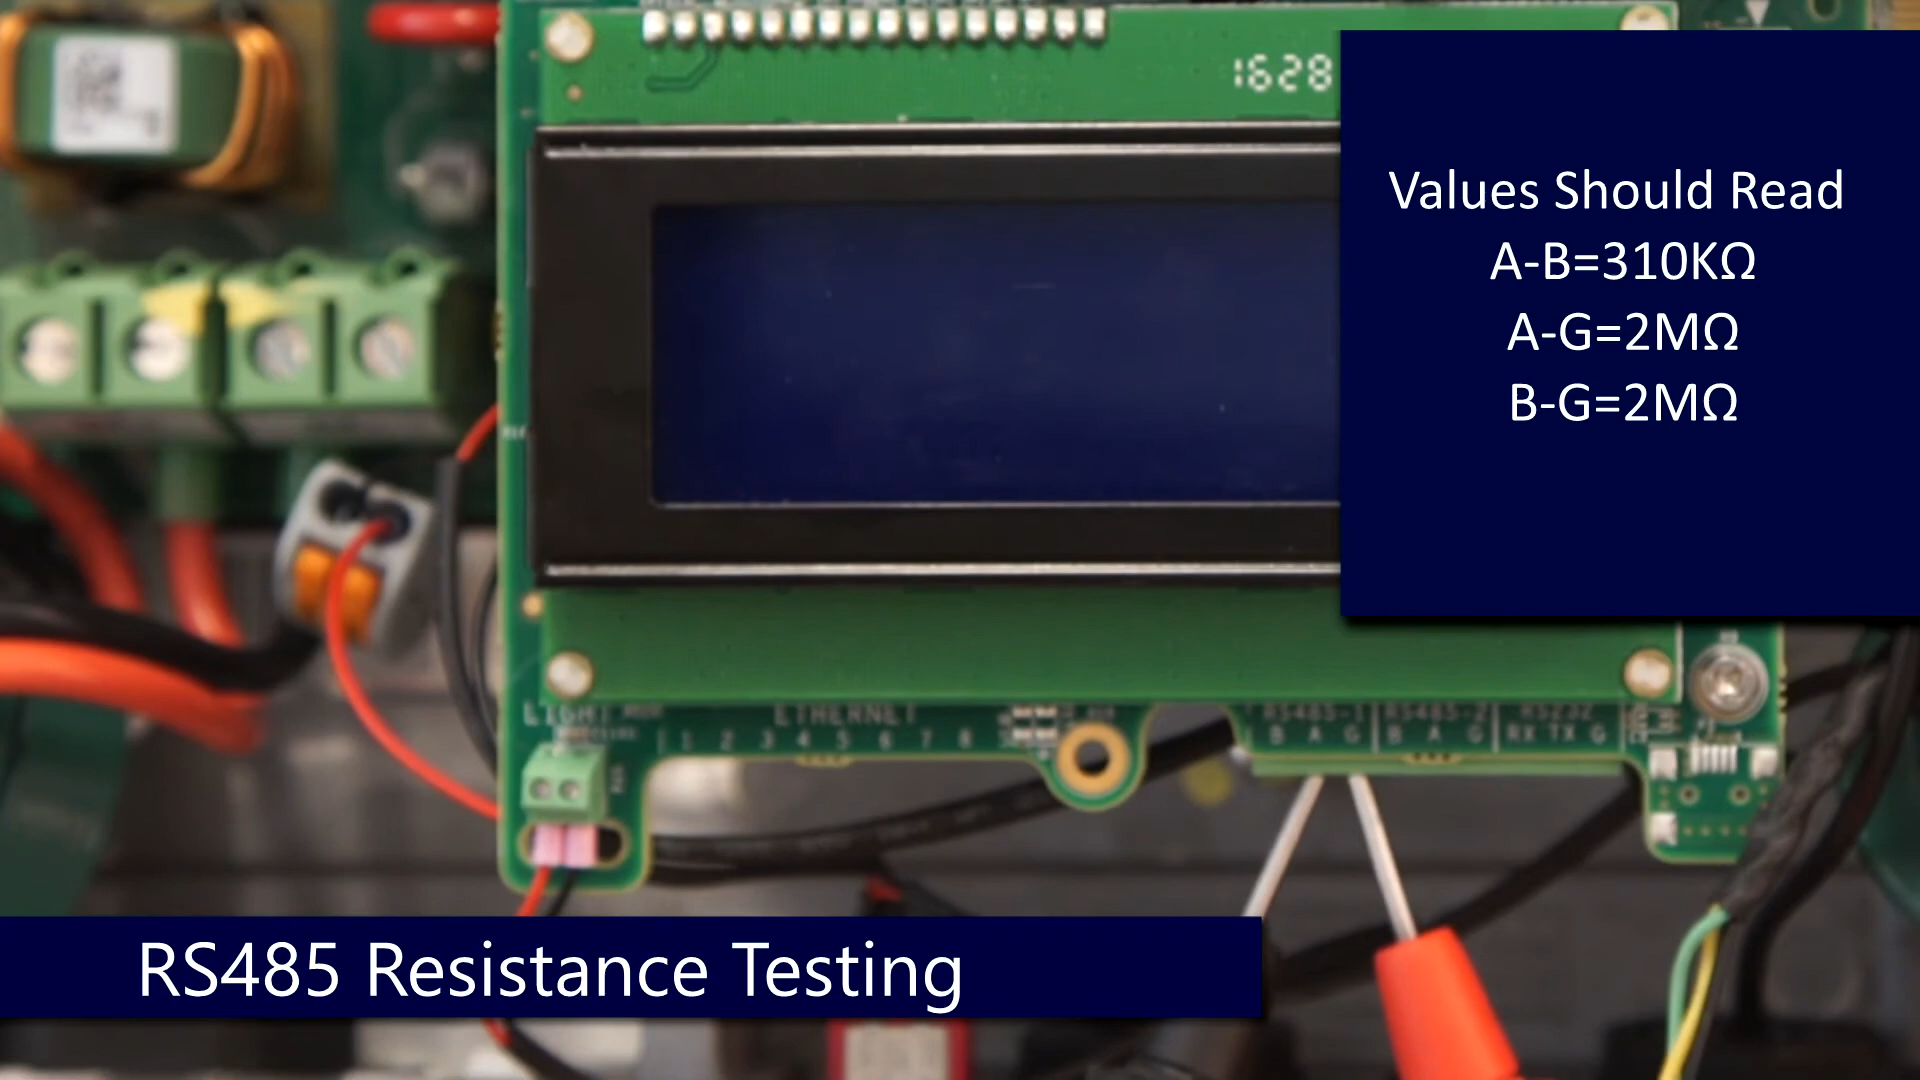 1628
Values Should Read
A-B=310KΩ
A-G=2MΩ
B-G=2MΩ
LIGHT
ETHERNET
1 2 3 4 5 6 7 8
RS485-1 RS485-2 RS232
B A G B A G RX TX G
RS485 Resistance Testing